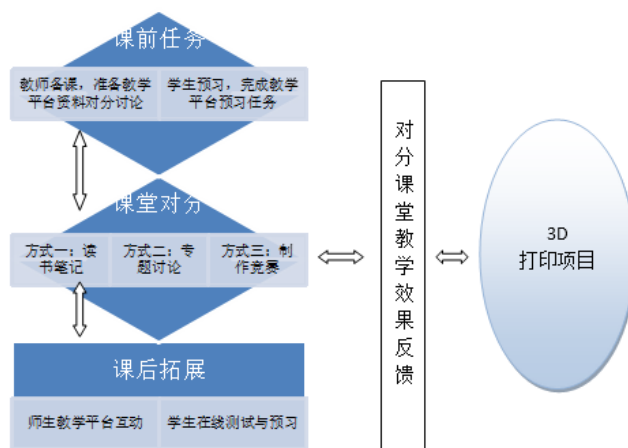 课前任务
教师备课，准备教学
平台资料对分讨论
学生预习，完成教学
平台预习任务
课堂对分
方式一：读
书笔记
方式二：专
题讨论
方式三：制
作竞赛
课后拓展
师生教学平台互动
学生在线测试与预习
对分课堂教学效果反馈
3D
打印项目